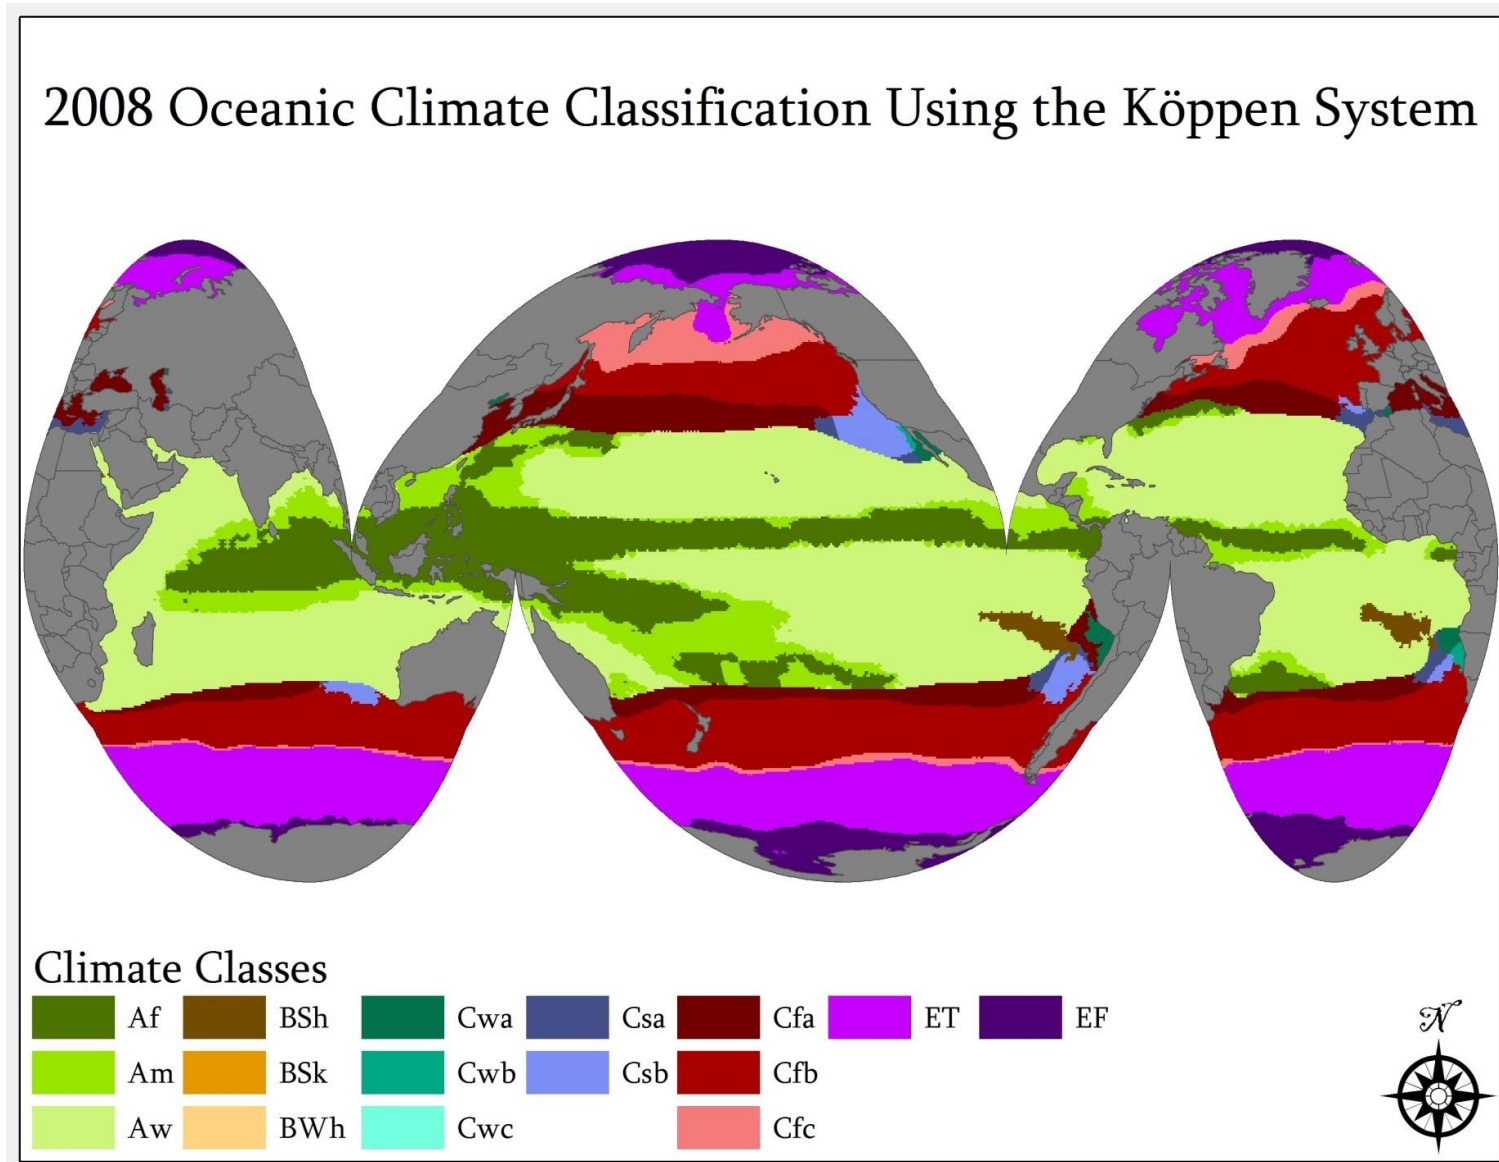 2008 Oceanic Climate Classification Using the Köppen System
Climate Classes
Af BSh Cwa Csa Cfa ET EF
Am BSk Cwb Csb Cfb
Aw BWh Cwc Cfc
N